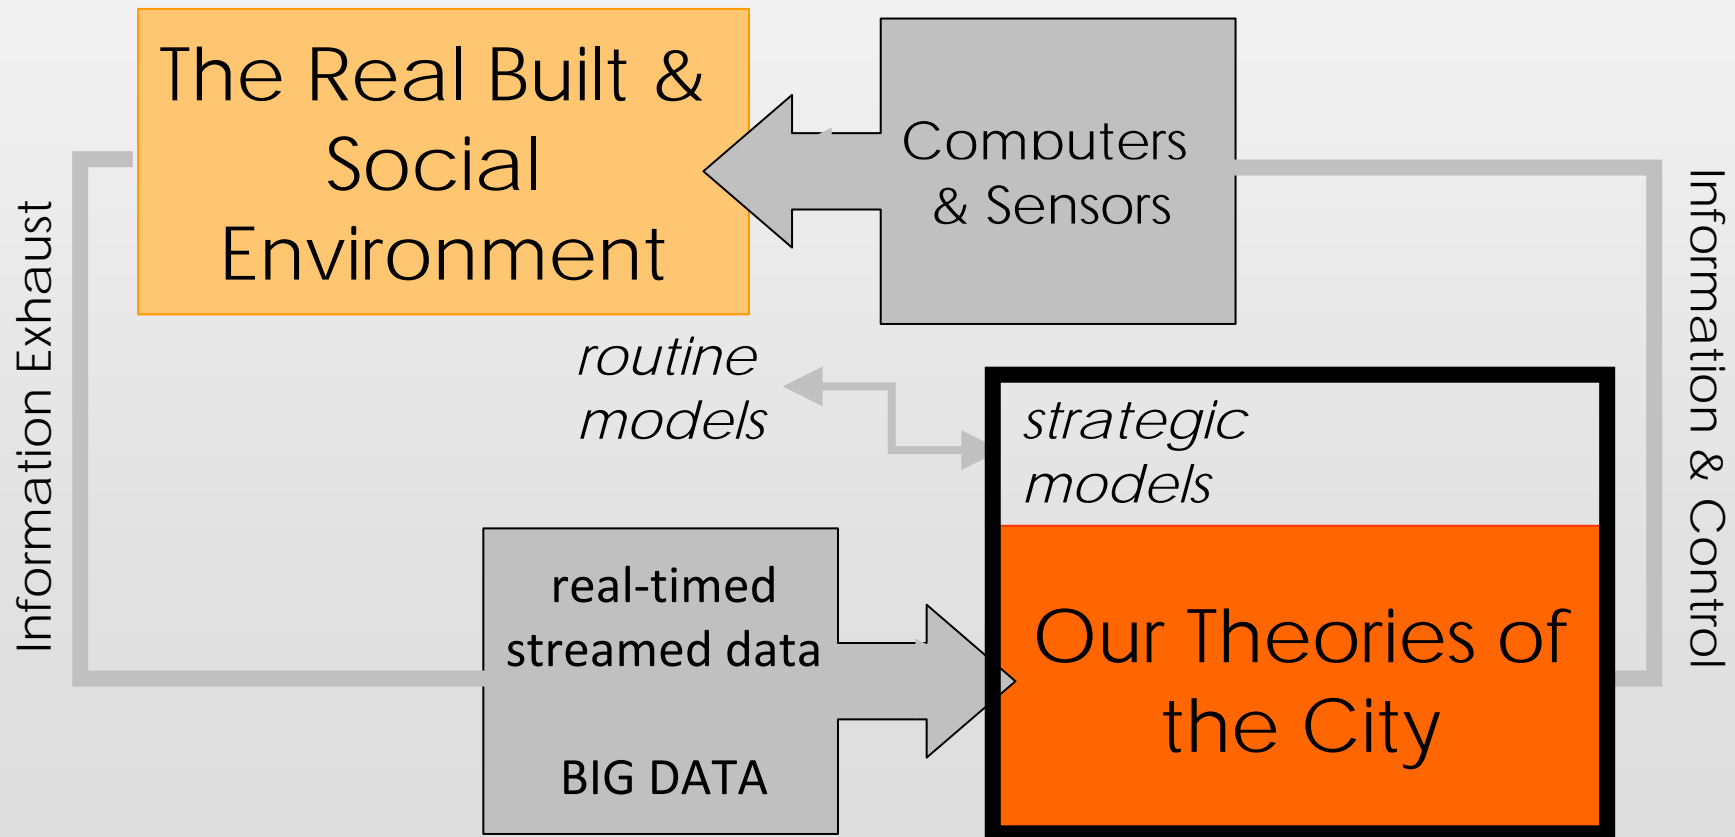 The Real Built &
Social
Environment
Computers
& Sensors
Information Exhaust
Information & Control
routine
models
strategic
models
real-timed
streamed data
BIG DATA
Our Theories of
the City